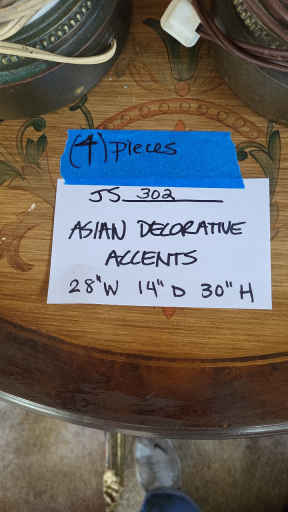 (4) pieces
JS 302
ASIAN DECORATIVE
ACCENTS
28"W 14"D 30"H